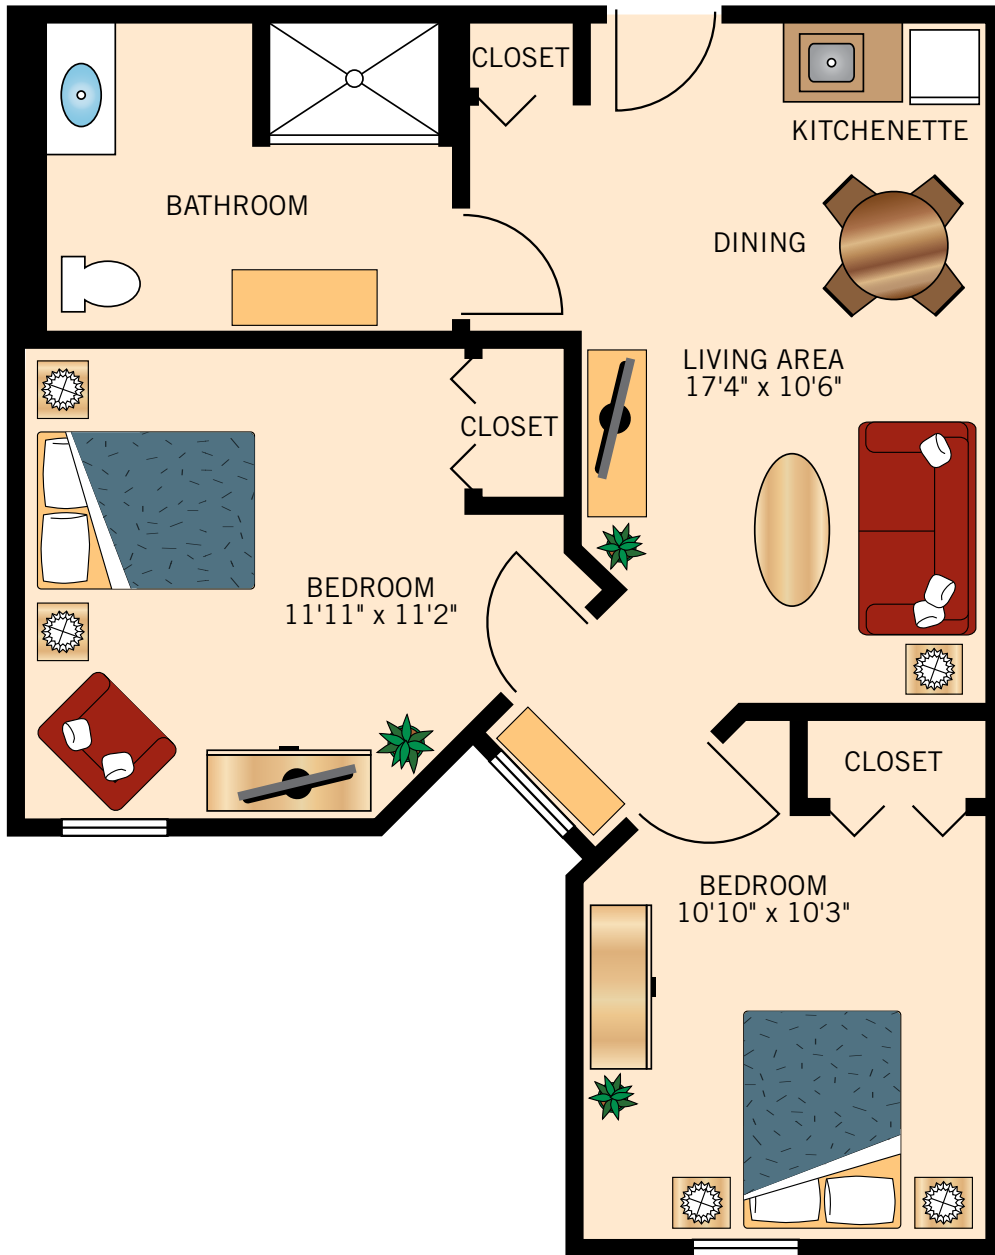 CLOSET
KITCHENETTE
BATHROOM
DINING
LIVING AREA
17'4" x 10'6"
CLOSET
BEDROOM
11'11" x 11'2"
CLOSET
BEDROOM
10'10" x 10'3"